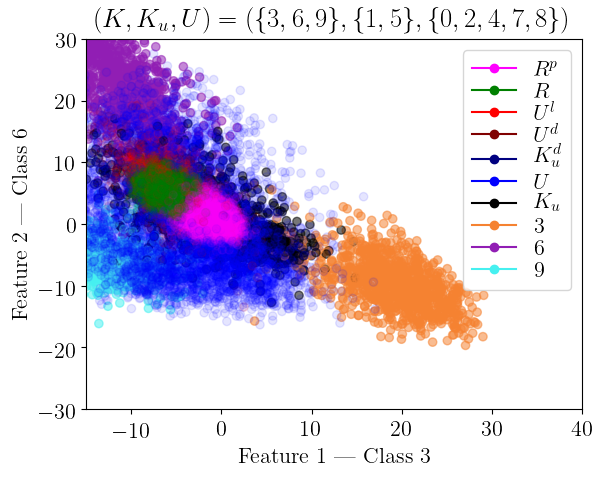 (K, K_u, U) = ({3, 6, 9}, {1, 5}, {0, 2, 4, 7, 8})
30
20
10
0
−10
−20
−30
Feature 2 — Class 6
−10
0
10
20
30
40
Feature 1 — Class 3
R^p
R
U^l
U^d
K_u^d
U
K_u
3
6
9